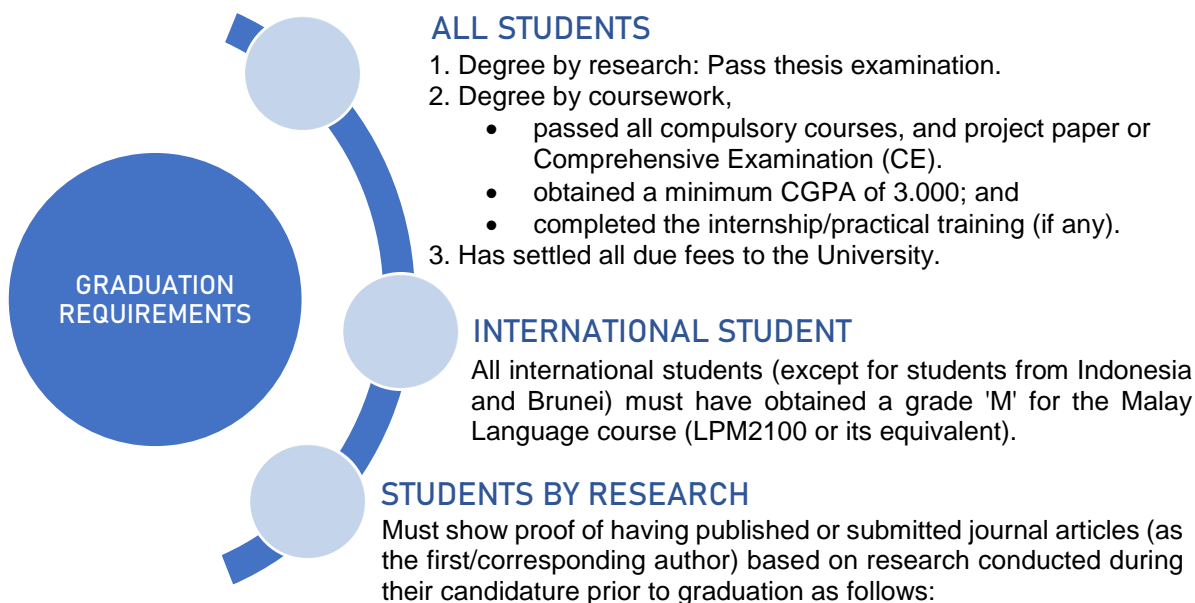 GRADUATION
REQUIREMENTS
ALL STUDENTS
1. Degree by research: Pass thesis examination.
2. Degree by coursework,
• passed all compulsory courses, and project paper or
Comprehensive Examination (CE).
• obtained a minimum CGPA of 3.000; and
• completed the internship/practical training (if any).
3. Has settled all due fees to the University.
INTERNATIONAL STUDENT
All international students (except for students from Indonesia
and Brunei) must have obtained a grade 'M' for the Malay
Language course (LPM2100 or its equivalent).
STUDENTS BY RESEARCH
Must show proof of having published or submitted journal articles (as
the first/corresponding author) based on research conducted during
their candidature prior to graduation as follows: